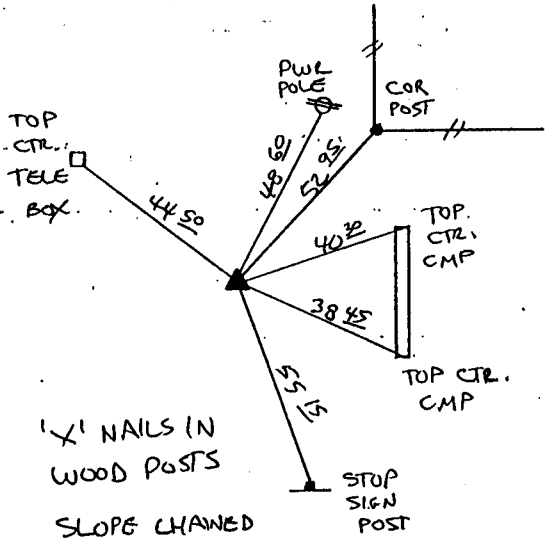 PWR
POLE
COR
POST
TOP
CTR.
TELE
BOX.
48 60
52 95
44 50
40 30
TOP.
CTR.
CMP
38 45
TOP CTR.
CMP
55 15
'X' NAILS IN
WOOD POSTS
SLOPE CHAINED
STOP
SIGN
POST